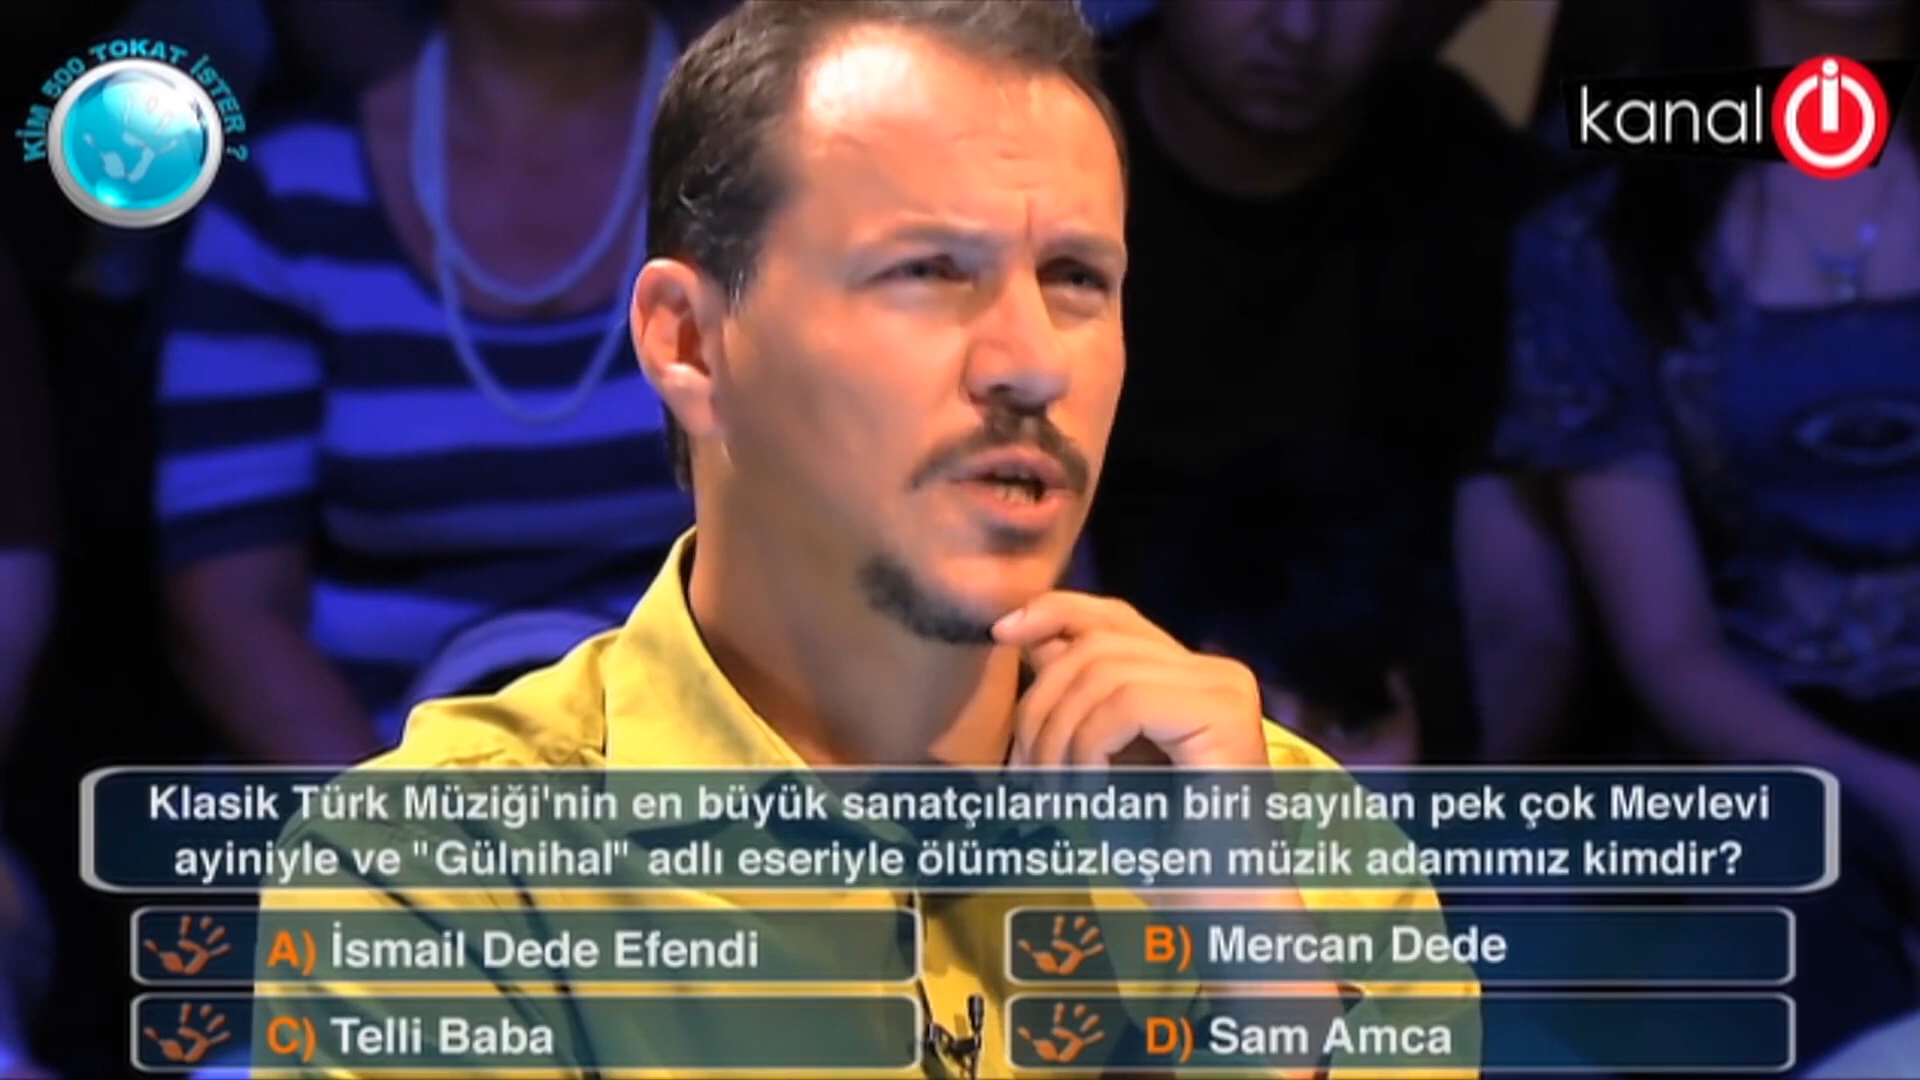 KİM 500 TOKAT İSTER ?
kanal i
Klasik Türk Müziği'nin en büyük sanatçılarından biri sayılan pek çok Mevlevi
ayiniyle ve "Gülnihal" adlı eseriyle ölümsüzleşen müzik adamımız kimdir?
A) İsmail Dede Efendi
B) Mercan Dede
C) Telli Baba
D) Sam Amca